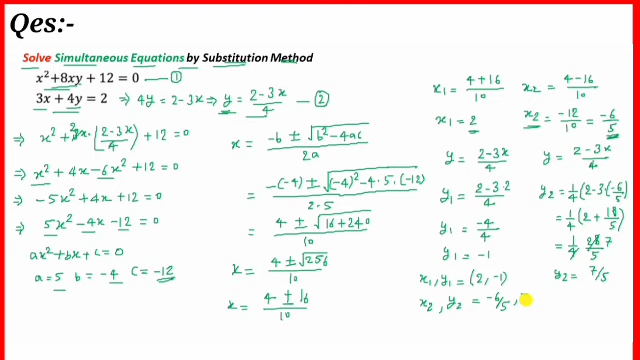 Qes:-
Solve Simultaneous Equations by Substitution Method
x² + 8xy + 12 = 0 —— ①
3x + 4y = 2 ⇒ 4y = 2-3x ⇒ y = (2-3x)/4 — ②
⇒ x² + 8x·((2-3x)/4) + 12 = 0
⇒ x² + 4x - 6x² + 12 = 0
⇒ -5x² + 4x + 12 = 0
⇒ 5x² - 4x - 12 = 0
ax² + bx + c = 0
a = 5 b = -4 c = -12
x = (-b ± √(b² - 4ac))/2a
= (-(-4) ± √((-4)² - 4·5·(-12)))/2·5
= (4 ± √(16+240))/10
x = (4 ± √256)/10
x = (4 ± 16)/10
x₁ = (4+16)/10
x₁ = 2
y = (2-3x)/4
y₁ = (2-3·2)/4
y₁ = -4/4
y₁ = -1
x₂ = (4-16)/10
x₂ = -12/10 = -6/5
y = (2-3x)/4
y₂ = 1/4 (2-3·(-6/5))
= 1/4 (2 + 18/5)
= 1/4 28/5 7
y₂ = 7/5
x₁, y₁ = (2, -1)
x₂, y₂ = -6/5,